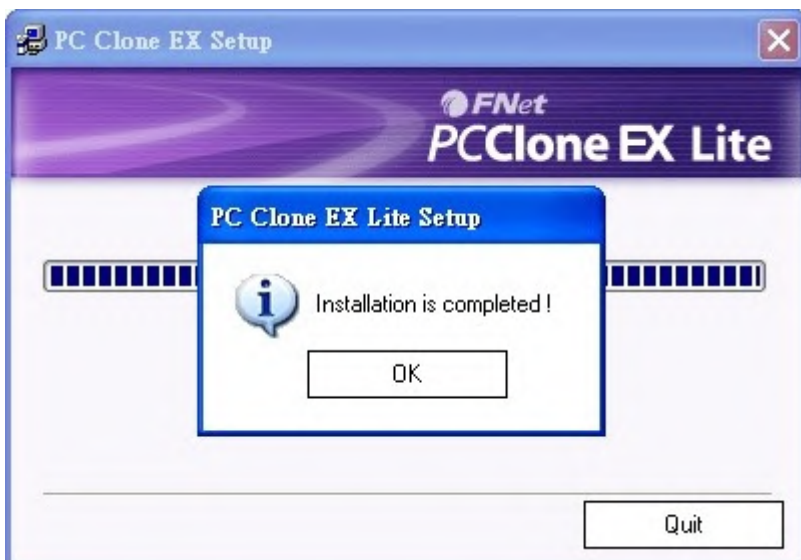 PC Clone EX Setup
FNet
PCClone EX Lite
PC Clone EX Lite Setup
Installation is completed !
OK
Quit